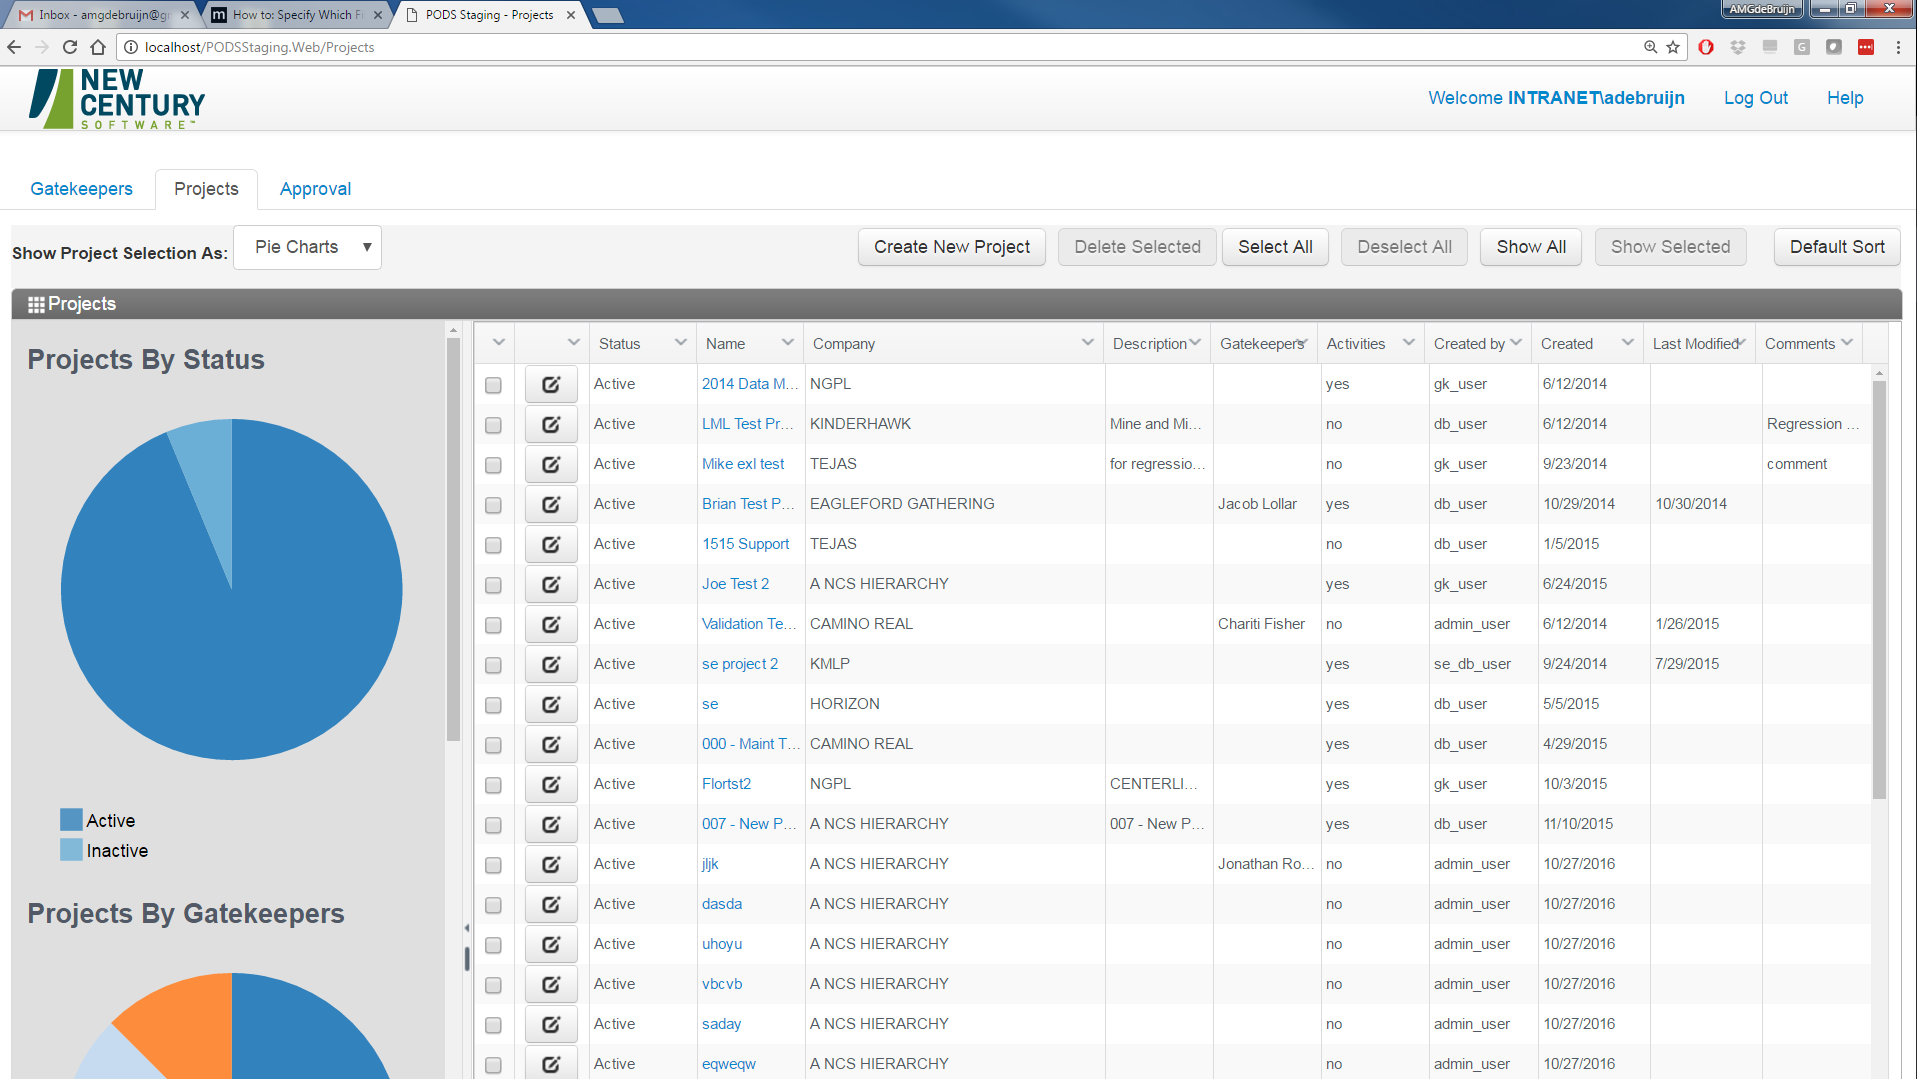 Inbox - amgdebruijn@g
How to: Specify Which Fi
PODS Staging - Projects
AMGdeBruijn
localhost/PODSStaging.Web/Projects
NEW CENTURY SOFTWARE™
Welcome INTRANET\adebruijn Log Out Help
Gatekeepers Projects Approval
Show Project Selection As: Pie Charts Create New Project Delete Selected Select All Deselect All Show All Show Selected Default Sort
Projects
Projects By Status
Active
Inactive
Projects By Gatekeepers
Status Name Company Description Gatekeepers Activities Created by Created Last Modified Comments
Active 2014 Data M... NGPL yes gk_user 6/12/2014
Active LML Test Pr... KINDERHAWK Mine and Mi... no db_user 6/12/2014 Regression ...
Active Mike exl test TEJAS for regressio... no gk_user 9/23/2014 comment
Active Brian Test P... EAGLEFORD GATHERING Jacob Lollar yes db_user 10/29/2014 10/30/2014
Active 1515 Support TEJAS no db_user 1/5/2015
Active Joe Test 2 A NCS HIERARCHY yes gk_user 6/24/2015
Active Validation Te... CAMINO REAL Chariti Fisher no admin_user 6/12/2014 1/26/2015
Active se project 2 KMLP yes se_db_user 9/24/2014 7/29/2015
Active se HORIZON yes db_user 5/5/2015
Active 000 - Maint T... CAMINO REAL yes db_user 4/29/2015
Active Flortst2 NGPL CENTERLI... yes gk_user 10/3/2015
Active 007 - New P... A NCS HIERARCHY 007 - New P... yes db_user 11/10/2015
Active jljk A NCS HIERARCHY Jonathan Ro... no admin_user 10/27/2016
Active dasda A NCS HIERARCHY no admin_user 10/27/2016
Active uhoyu A NCS HIERARCHY no admin_user 10/27/2016
Active vbcvb A NCS HIERARCHY no admin_user 10/27/2016
Active saday A NCS HIERARCHY no admin_user 10/27/2016
Active eqweqw A NCS HIERARCHY no admin_user 10/27/2016